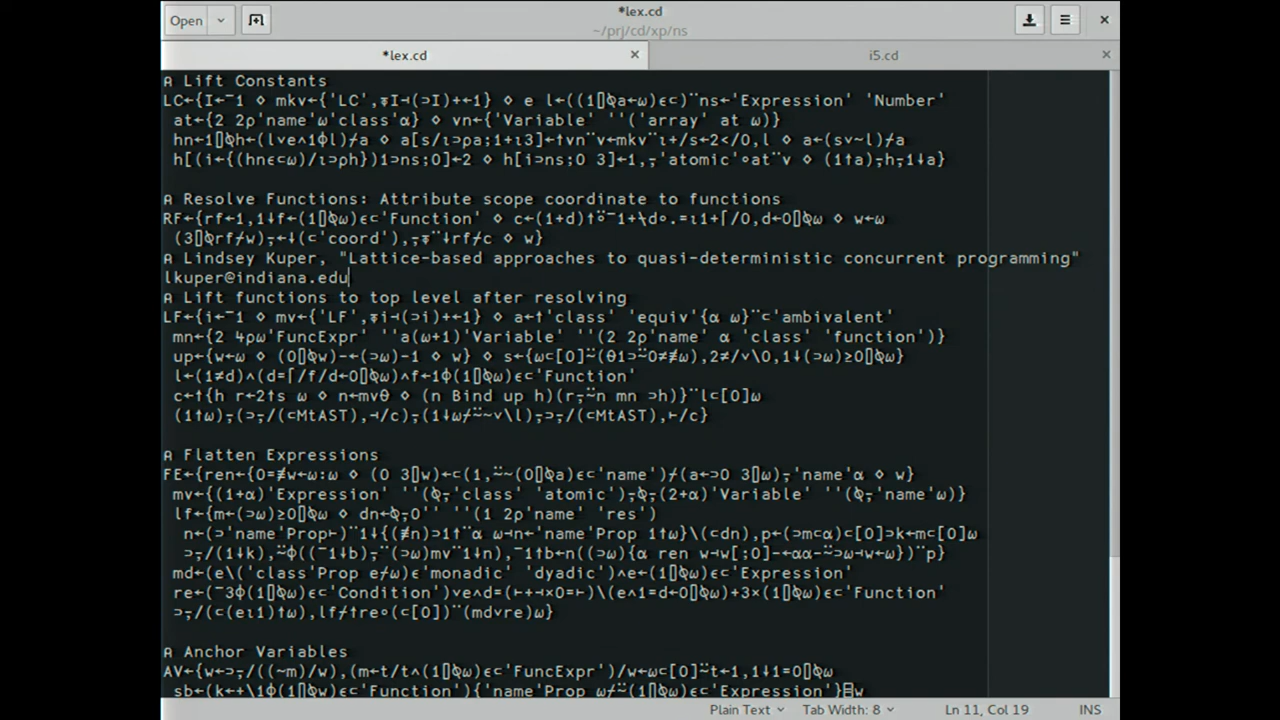 Open
*lex.cd
~/prj/cd/xp/ns
*lex.cd
i5.cd
⍝ Lift Constants
LC←{I←¯1 ⋄ mkv←{'LC',⍕I⊣(⊃I)+←1} ⋄ e l←((1⌷⍉a←⍵)∊⊂)¨ns←'Expression' 'Number'
at←{2 2⍴'name'⍵'class'⍺} ⋄ vn←{'Variable' ''('array' at ⍵)}
hn←1⌷⍉h←(l∨e∧1⌽l)⌿a ⋄ a[s/⍳⊃⍴a;1+⍳3]←↑vn¨v←mkv¨⍳+/s←2</0,l ⋄ a←(s∨~l)⌿a
h[(i←{(hn∊⊂⍵)/⍳⊃⍴h})1⊃ns;0]←2 ⋄ h[i⊃ns;0 3]←1,⍪'atomic'∘at¨v ⋄ (1↑a)⍪h⍪1↓a}
⍝ Resolve Functions: Attribute scope coordinate to functions
RF←{rf←1,1↓f←(1⌷⍉⍵)∊⊂'Function' ⋄ c←(1+d)↑⍤¯1+⍀d∘.=⍳1+⌈/0,d←0⌷⍉⍵ ⋄ w←⍵
(3⌷⍉rf⌿w)⍪←↓(⊂'coord'),⍪⍕¨↓rf⌿c ⋄ w}
⍝ Lindsey Kuper, "Lattice-based approaches to quasi-deterministic concurrent programming"
lkuper@indiana.edu
⍝ Lift functions to top level after resolving
LF←{i←¯1 ⋄ mv←{'LF',⍕i⊣(⊃i)+←1} ⋄ a←↑'class' 'equiv'{⍺ ⍵}¨⊂'ambivalent'
mn←{2 4⍴⍵'FuncExpr' ''a(⍵+1)'Variable' ''(2 2⍴'name' ⍺ 'class' 'function')}
up←{w←⍵ ⋄ (0⌷⍉w)-←(⊃⍵)-1 ⋄ w} ⋄ s←{⍵⊂[0]⍨(θ1⊃⍨0≠≢⍵),2≠/∨\0,1↓(⊃⍵)≥0⌷⍉⍵}
l←(1≠d)∧(d=⌈/f/d←0⌷⍉⍵)∧f←1⌽(1⌷⍉⍵)∊⊂'Function'
c←↑{h r←2↑s ⍵ ⋄ n←mvθ ⋄ (n Bind up h)(r⍪⍨n mn ⊃h)}¨l⊂[0]⍵
(1↑⍵)⍪(⊃⍪/(⊂MtAST),⊣/c)⍪(1↓⍵⌿⍨~∨\l)⍪⊃⍪/(⊂MtAST),⊢/c}
⍝ Flatten Expressions
FE←{ren←{0=≢w←⍵:⍵ ⋄ (0 3⌷w)←⊂(1,⍨~(0⌷⍉a)∊⊂'name')⌿(a←⊃0 3⌷⍵)⍪'name'⍺ ⋄ w}
mv←{(1+⍺)'Expression' ''(⍉⍪'class' 'atomic')⍪⍉⍪(2+⍺)'Variable' ''(⍉⍪'name'⍵)}
lf←{m←(⊃⍵)≥0⌷⍉⍵ ⋄ dn←⍉⍪0'' ''(1 2⍴'name' 'res')
n←(⊃'name'Prop⊢)¨1↓{(≢n)⊃1↑¨⍺ ⍵⊣n←'name'Prop 1↑⍵}\(⊂dn),p←(⊃m⊂⍺)⊂[0]⊃k←m⊂[0]⍵
⊃⍪/(1↓k),⍨⌽((¯1↓b)⍪¨(⊃⍵)mv¨1↓n),¯1↑b←n((⊃⍵){⍺ ren w⊣w[;0]-←⍺⍺-⍨⊃⍵⊣w←⍵})¨p}
md←(e\('class'Prop e⌿⍵)∊'monadic' 'dyadic')∧e←(1⌷⍉⍵)∊⊂'Expression'
re←(¯3⌽(1⌷⍉⍵)∊⊂'Condition')∨e∧d=(⊢+⊣×0=⊢)\(e∧1=d←0⌷⍉⍵)+3×(1⌷⍉⍵)∊⊂'Function'
⊃⍪/(⊂(e⍳1)↑⍵),lf⌿↑re∘(⊂[0])¨(md∨re)⍵}
⍝ Anchor Variables
AV←{w←⊃⍪/((~m)/w),(m←t/t∧(1⌷⍉⍵)∊⊂'FuncExpr')/w←⍵⊂[0]⍨t←1,1↓1=0⌷⍉⍵
sb←(k←+\1⌽(1⌷⍉w)∊⊂'Function'){'name'Prop ⍵⌿⍨(1⌷⍉⍵)∊⊂'Expression'}⌸w
Plain Text
Tab Width: 8
Ln 11, Col 19
INS